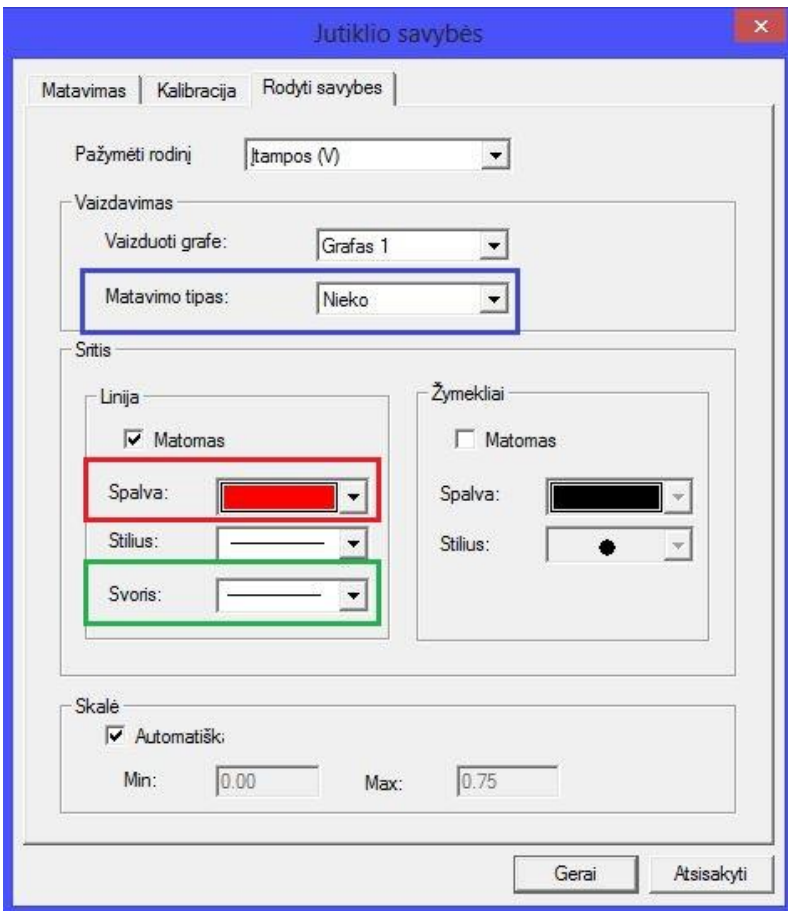 Jutiklio savybės
Matavimas Kalibracija Rodyti savybes
Pažymėti rodinį Įtampos (V)
Vaizdavimas
Vaizduoti grafe: Grafas 1
Matavimo tipas: Nieko
Sritis
Linija Žymekliai
Matomas Matomas
Spalva: Spalva:
Stilius: Stilius:
Svoris:
Skalė
Automatiška
Min: 0.00 Max: 0.75
Gerai Atsisakyti